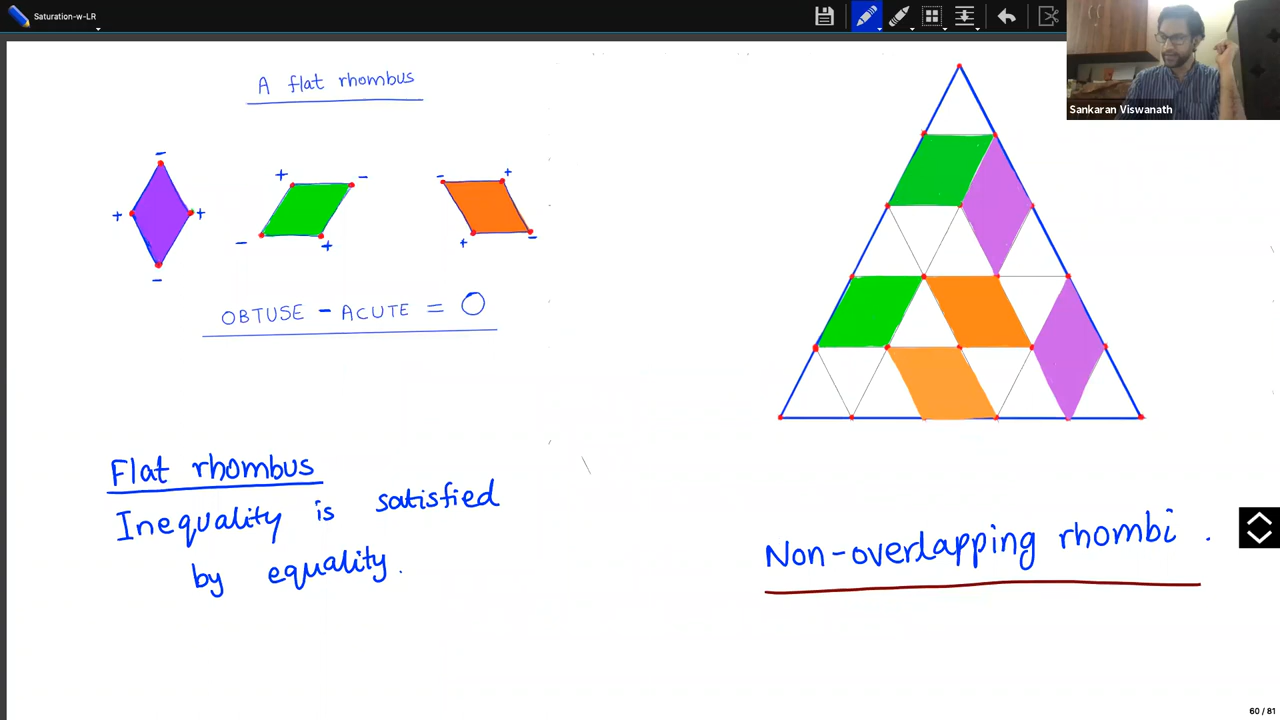 Saturation-w-LR
Sankaran Viswanath
A flat rhombus
-
+ +
-
+ -
- +
- +
+ -
OBTUSE - ACUTE = 0
Flat rhombus
Inequality is satisfied
by equality.
Non-overlapping rhombi.
60 / 81